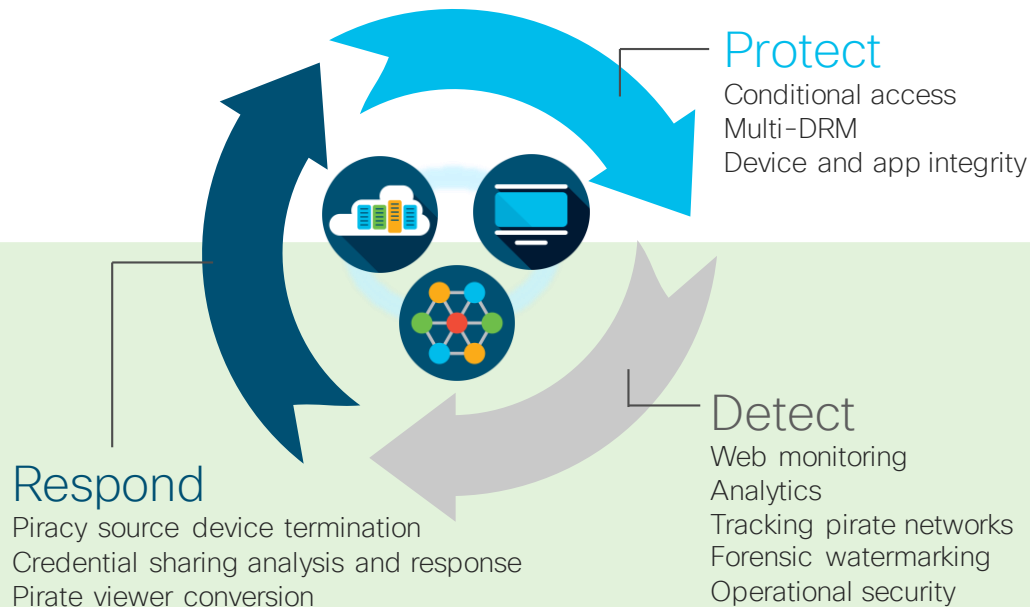 Protect
Conditional access
Multi-DRM
Device and app integrity
Detect
Web monitoring
Analytics
Tracking pirate networks
Forensic watermarking
Operational security
Respond
Piracy source device termination
Credential sharing analysis and response
Pirate viewer conversion